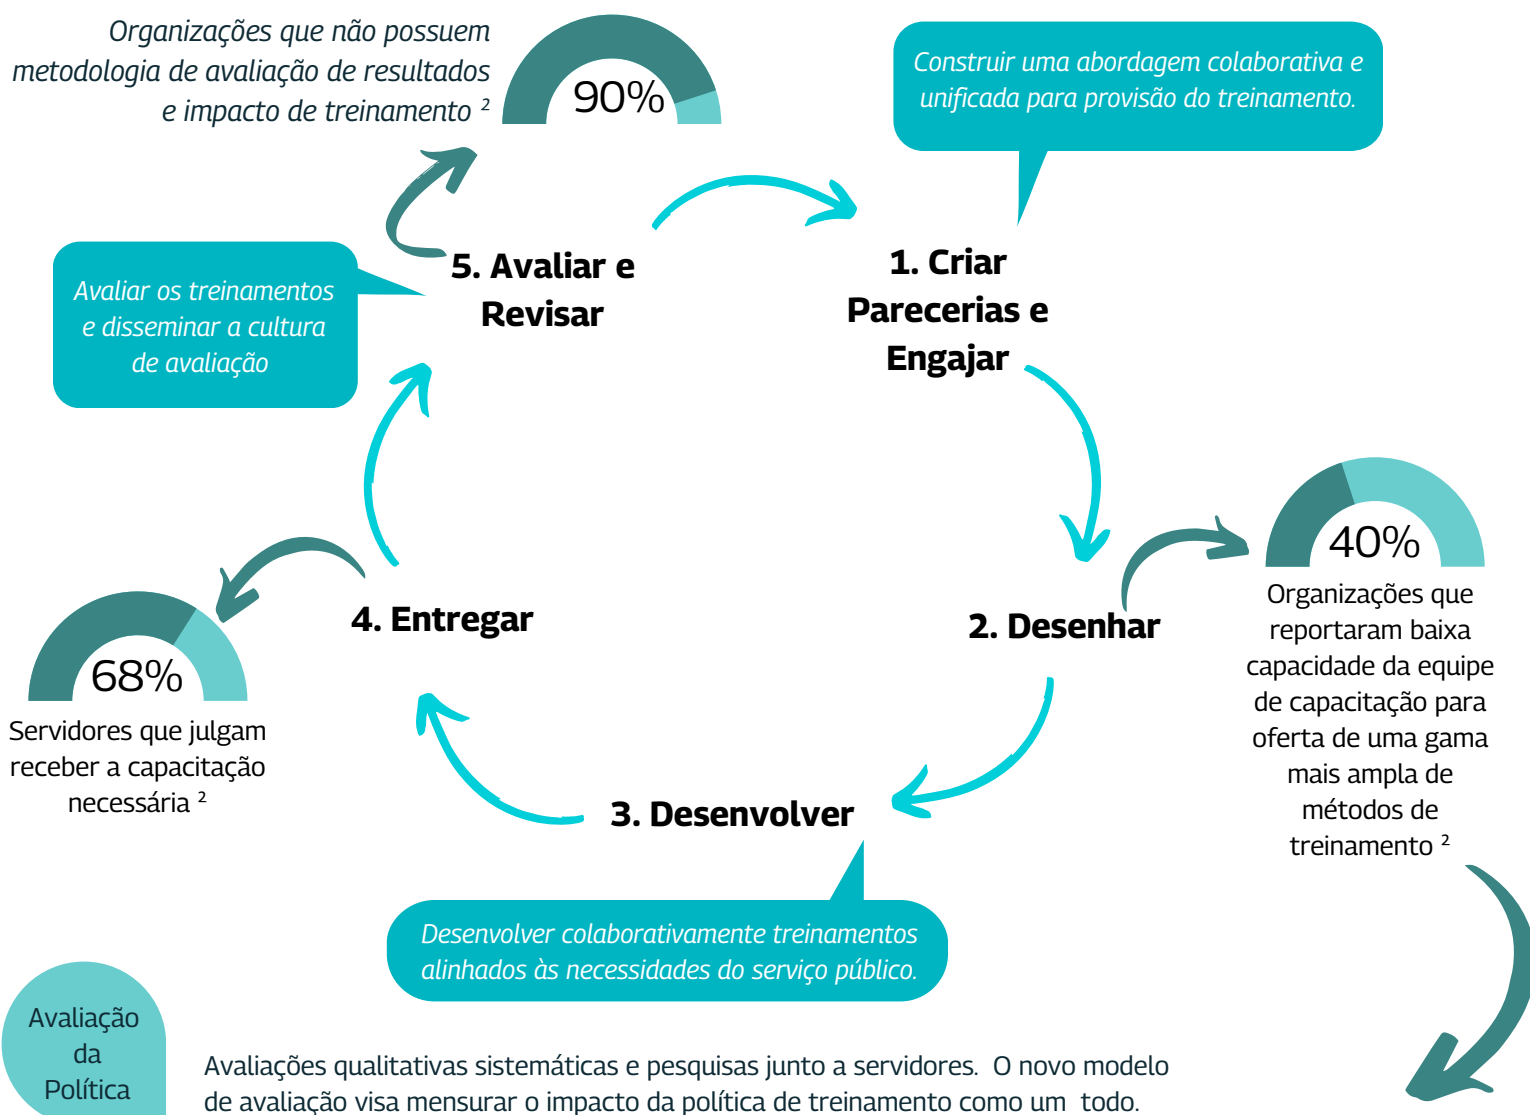 Organizações que não possuem
metodologia de avaliação de resultados
e impacto de treinamento ²
90%
Construir uma abordagem colaborativa e
unificada para provisão do treinamento.
5. Avaliar e
Revisar
1. Criar
Parecerias e
Engajar
Avaliar os treinamentos
e disseminar a cultura
de avaliação
40%
Organizações que
reportaram baixa
capacidade da equipe
de capacitação para
oferta de uma gama
mais ampla de
métodos de
treinamento ²
4. Entregar
2. Desenhar
68%
Servidores que julgam
receber a capacitação
necessária ²
3. Desenvolver
Desenvolver colaborativamente treinamentos
alinhados às necessidades do serviço público.
Avaliação
da
Política
Avaliações qualitativas sistemáticas e pesquisas junto a servidores. O novo modelo
de avaliação visa mensurar o impacto da política de treinamento como um todo.